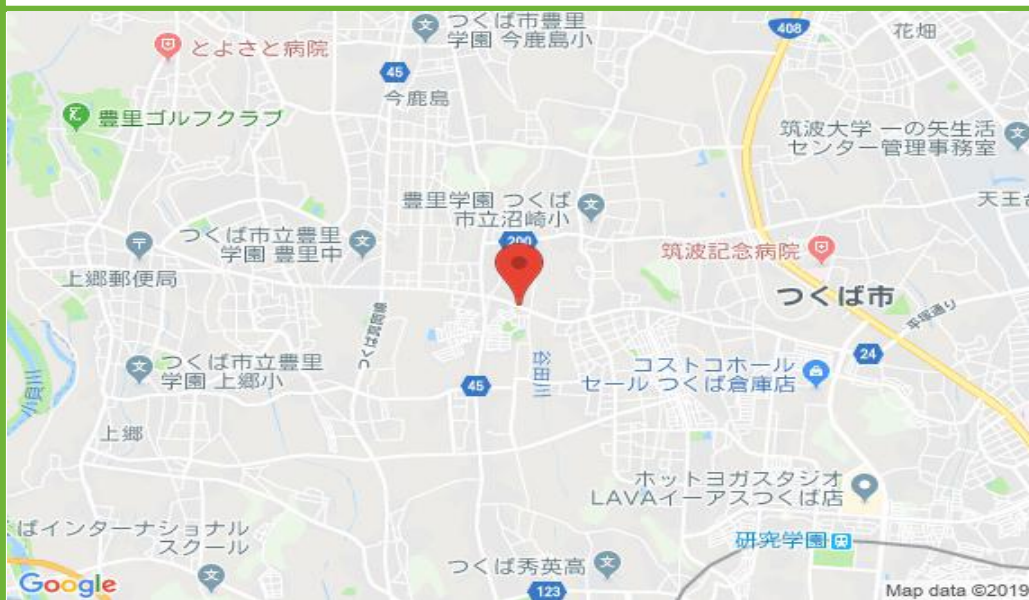 つくば市豊里
学園 今鹿島小
408
花畑
とよさと病院
45
今鹿島
豊里ゴルフクラブ
筑波大学 一の矢生活
センター管理事務室
豊里学園 つくば
市立沼崎小
天王台
つくば市立豊里
学園 豊里中
200
筑波記念病院
上郷郵便局
つくば市
平塚通り
谷田川
24
つくば市立豊里
学園 上郷小
コストコホール
セール つくば倉庫店
45
小貝川
上郷
ホットヨガスタジオ
LAVAイーアスつくば店
くばインターナショナル
スクール
研究学園
つくば秀英高
123
Google
Map data ©2019